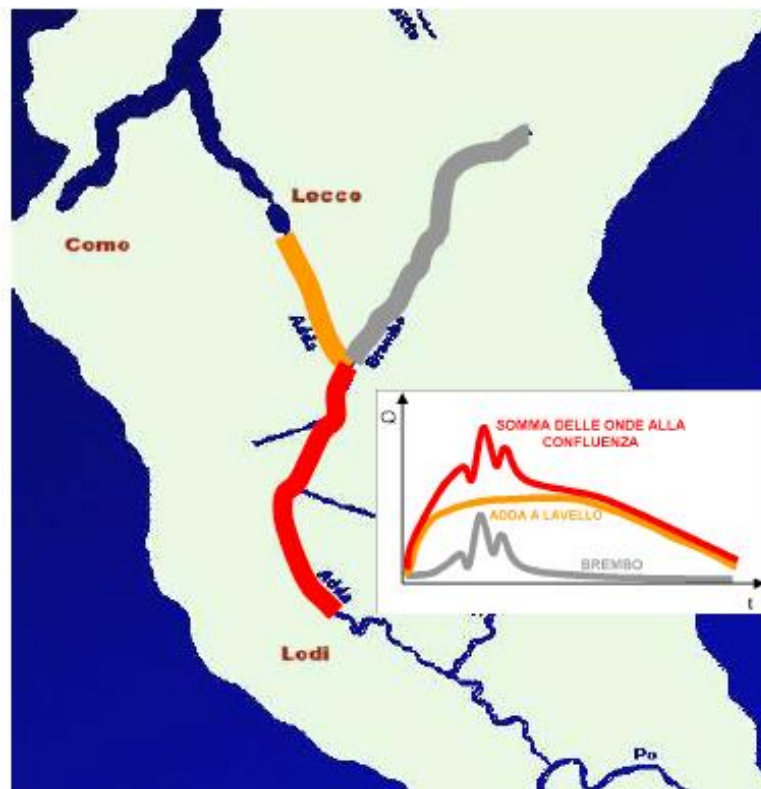 Lecco
Como
Adda
Brembo
Q
SOMMA DELLE ONDE ALLA
CONFLUENZA
ADDA A LAVELLO
BREMBO
t
Adda
Lodi
Po